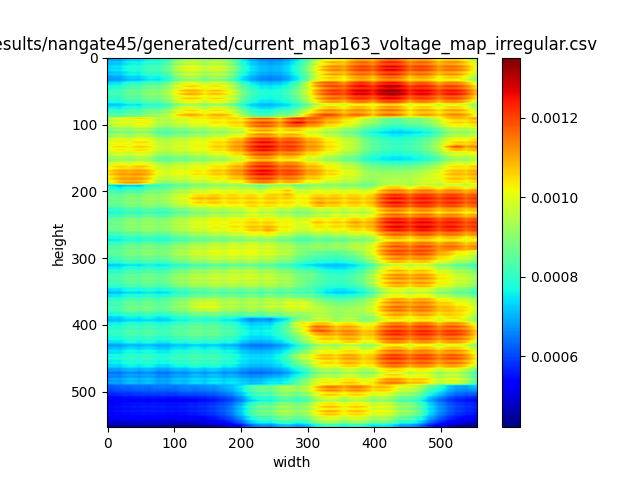 esults/nangate45/generated/current_map163_voltage_map_irregular.csv
0
100
200
300
400
500
height
0 100 200 300 400 500
width
0.0012
0.0010
0.0008
0.0006